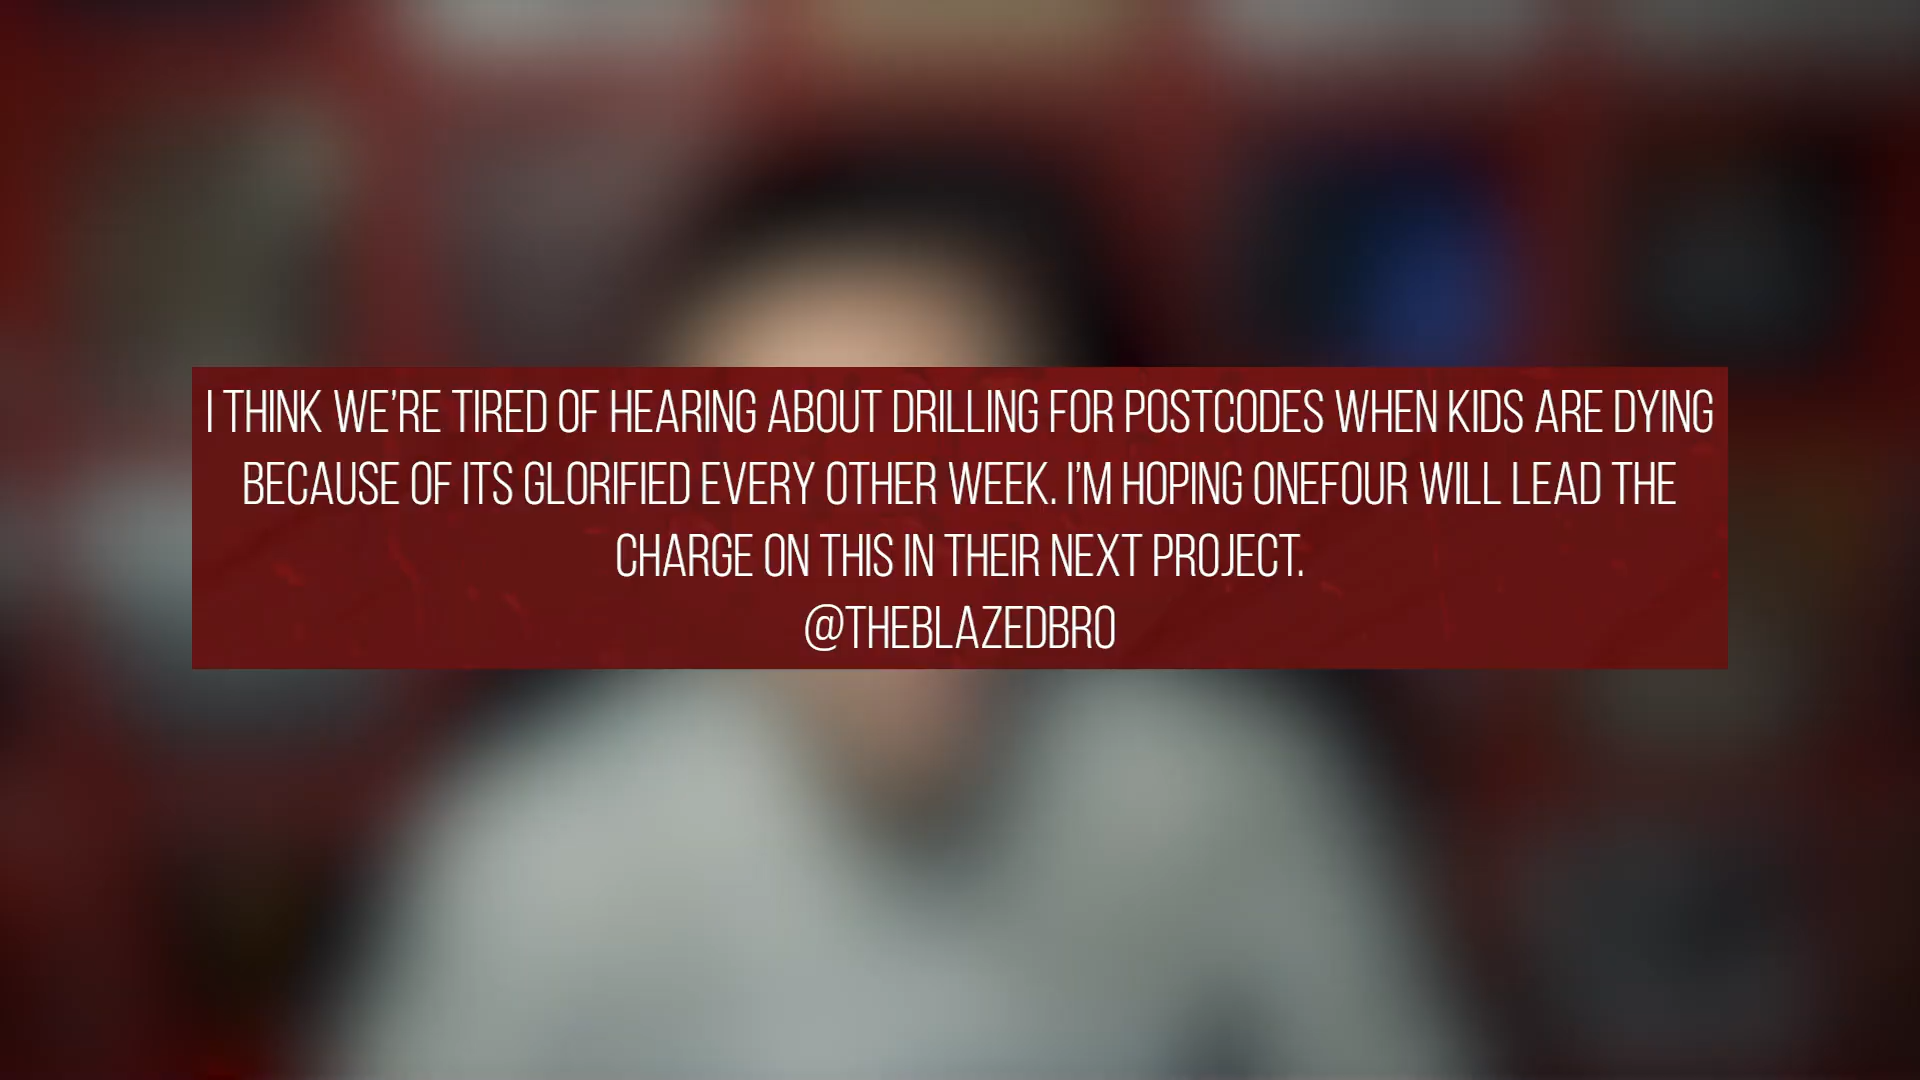 I THINK WE'RE TIRED OF HEARING ABOUT DRILLING FOR POSTCODES WHEN KIDS ARE DYING
BECAUSE OF ITS GLORIFIED EVERY OTHER WEEK. I'M HOPING ONEFOUR WILL LEAD THE
CHARGE ON THIS IN THEIR NEXT PROJECT.
@THEBLAZEDBRO